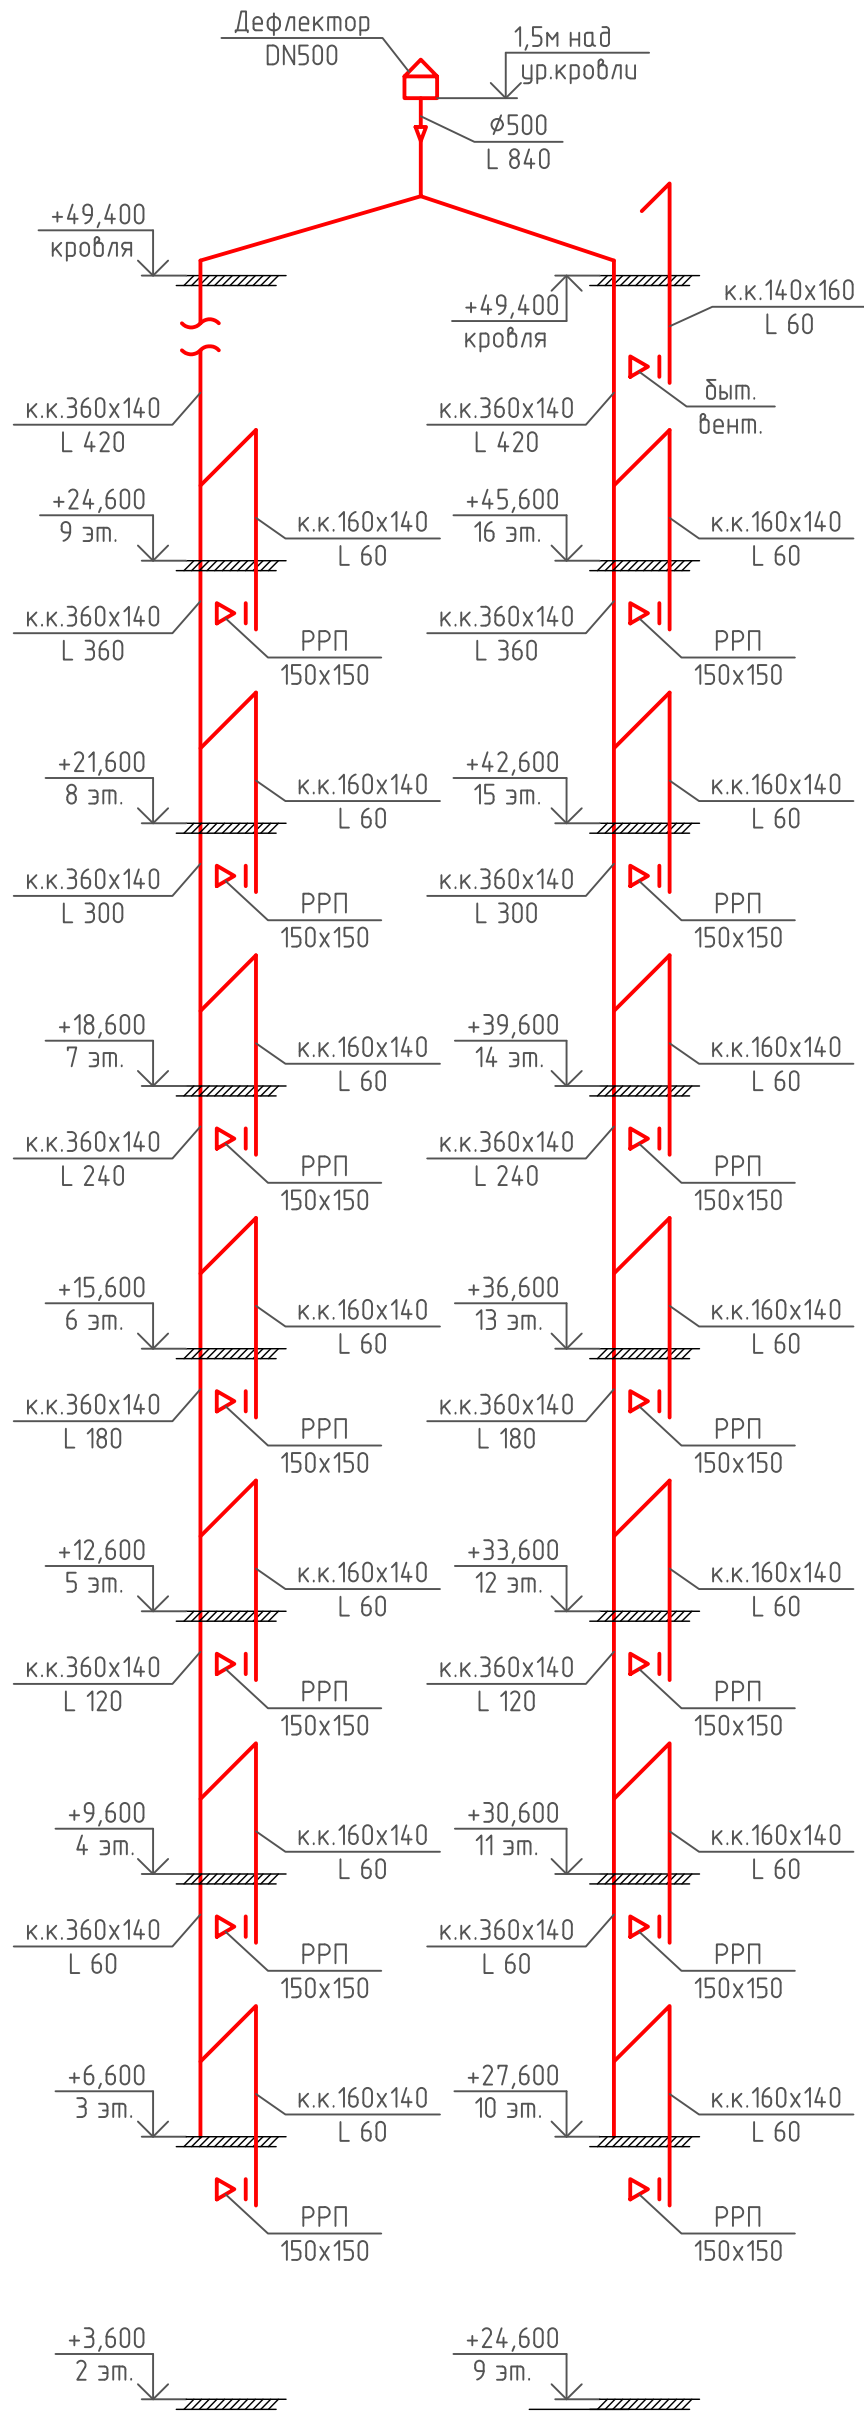 Дефлектор
DN500
1,5м над
ур.кровли
φ500
L 840
+49,400
кровля
+49,400
кровля
к.к.140х160
L 60
быт.
вент.
к.к.360х140
L 420
к.к.360х140
L 420
+24,600
9 эт.
к.к.160х140
L 60
+45,600
16 эт.
к.к.160х140
L 60
к.к.360х140
L 360
РРП
150х150
к.к.360х140
L 360
РРП
150х150
+21,600
8 эт.
к.к.160х140
L 60
+42,600
15 эт.
к.к.160х140
L 60
к.к.360х140
L 300
РРП
150х150
к.к.360х140
L 300
РРП
150х150
+18,600
7 эт.
к.к.160х140
L 60
+39,600
14 эт.
к.к.160х140
L 60
к.к.360х140
L 240
РРП
150х150
к.к.360х140
L 240
РРП
150х150
+15,600
6 эт.
к.к.160х140
L 60
+36,600
13 эт.
к.к.160х140
L 60
к.к.360х140
L 180
РРП
150х150
к.к.360х140
L 180
РРП
150х150
+12,600
5 эт.
к.к.160х140
L 60
+33,600
12 эт.
к.к.160х140
L 60
к.к.360х140
L 120
РРП
150х150
к.к.360х140
L 120
РРП
150х150
+9,600
4 эт.
к.к.160х140
L 60
+30,600
11 эт.
к.к.160х140
L 60
к.к.360х140
L 60
РРП
150х150
к.к.360х140
L 60
РРП
150х150
+6,600
3 эт.
к.к.160х140
L 60
+27,600
10 эт.
к.к.160х140
L 60
РРП
150х150
РРП
150х150
+3,600
2 эт.
+24,600
9 эт.